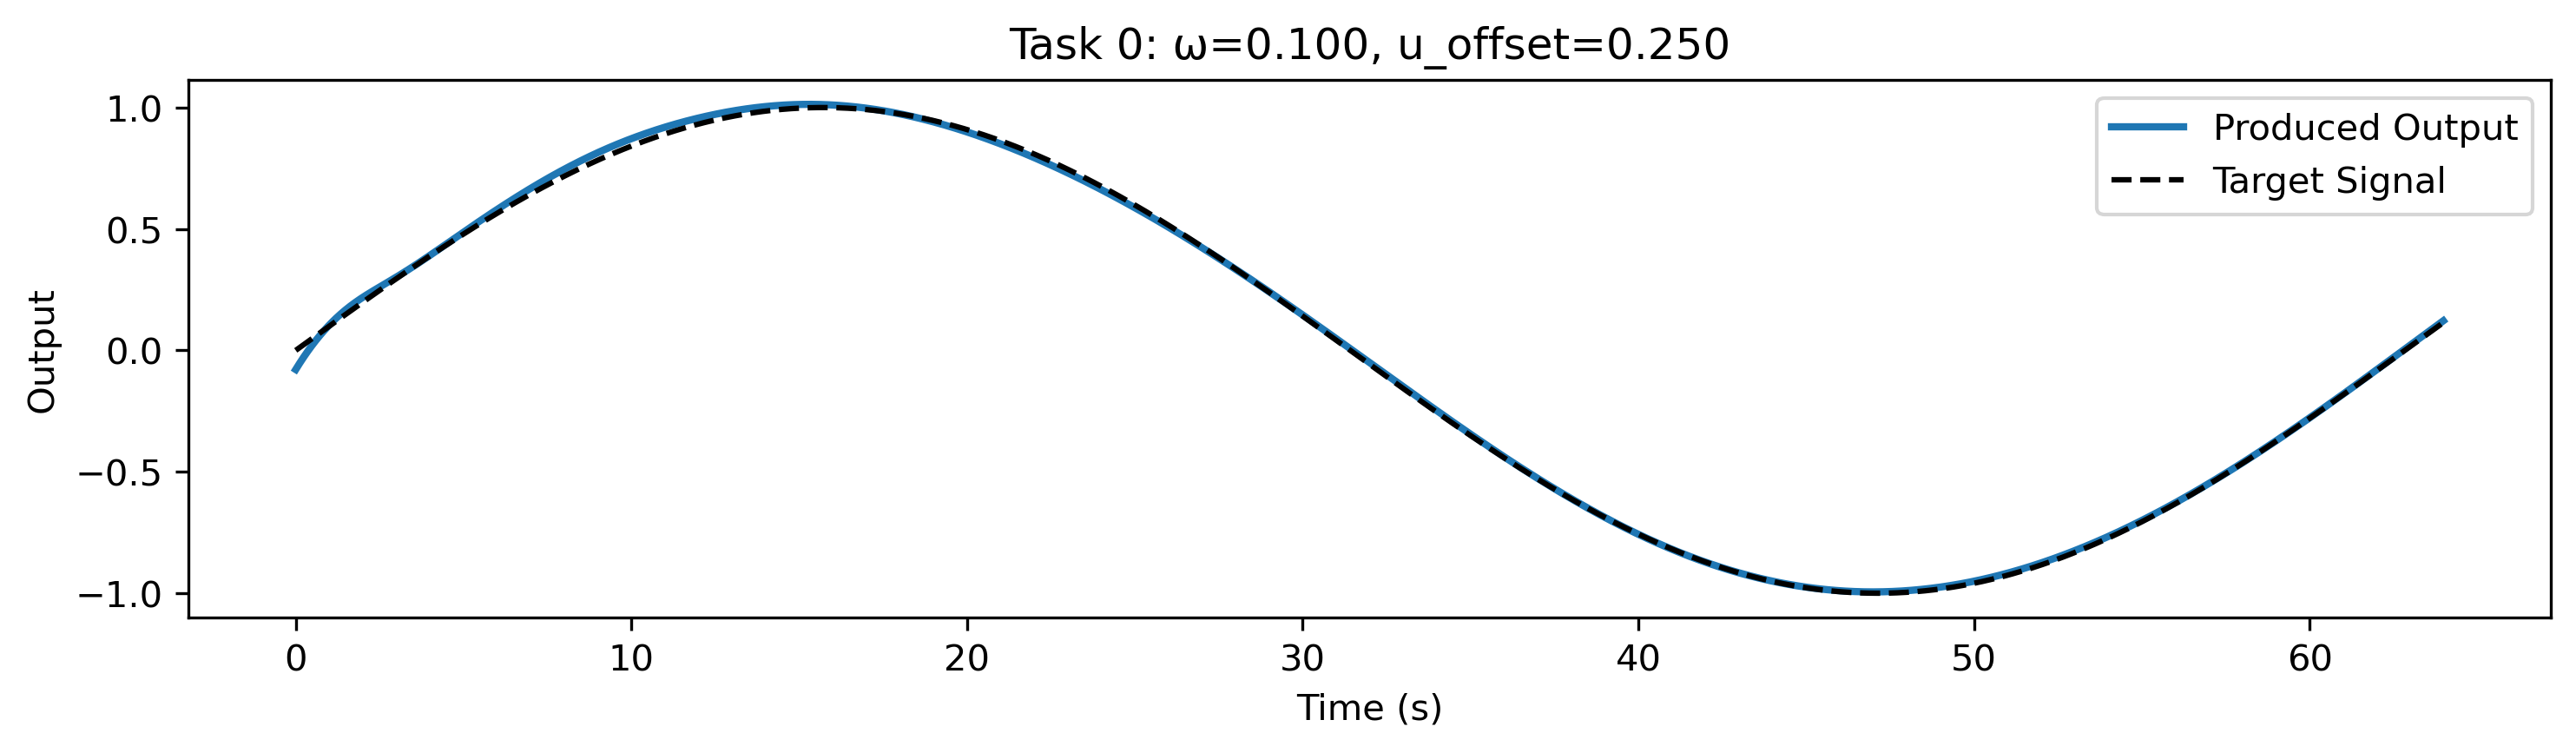 Task 0: ω=0.100, u_offset=0.250
Produced Output
Target Signal
Output
1.0
0.5
0.0
−0.5
−1.0
0 10 20 30 40 50 60
Time (s)